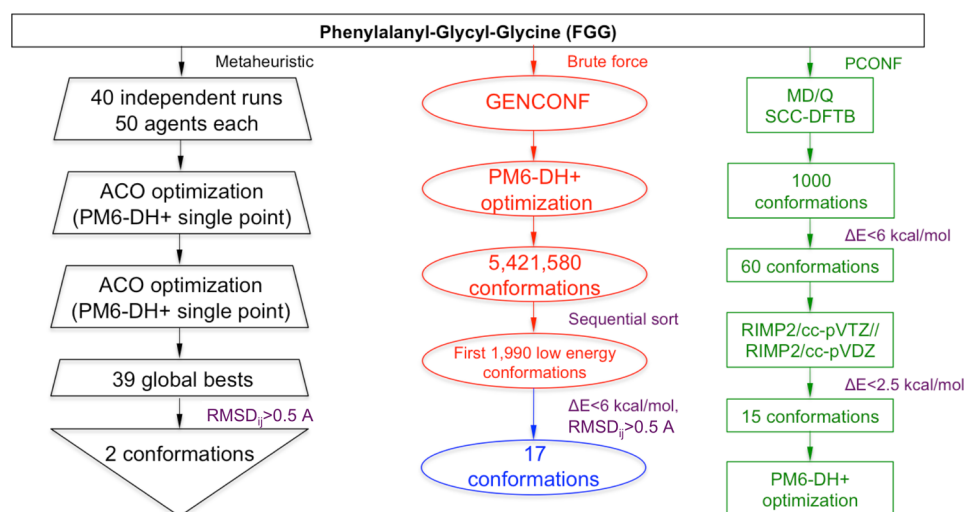 Phenylalanyl-Glycyl-Glycine (FGG)
Metaheuristic
40 independent runs
50 agents each
ACO optimization
(PM6-DH+ single point)
ACO optimization
(PM6-DH+ single point)
39 global bests
RMSDij>0.5 A
2 conformations
Brute force
GENCONF
PM6-DH+
optimization
5,421,580
conformations
Sequential sort
First 1,990 low energy
conformations
ΔE<6 kcal/mol,
RMSDij>0.5 A
17
conformations
PCONF
MD/Q
SCC-DFTB
1000
conformations
ΔE<6 kcal/mol
60 conformations
RIMP2/cc-pVTZ//
RIMP2/cc-pVDZ
ΔE<2.5 kcal/mol
15 conformations
PM6-DH+
optimization